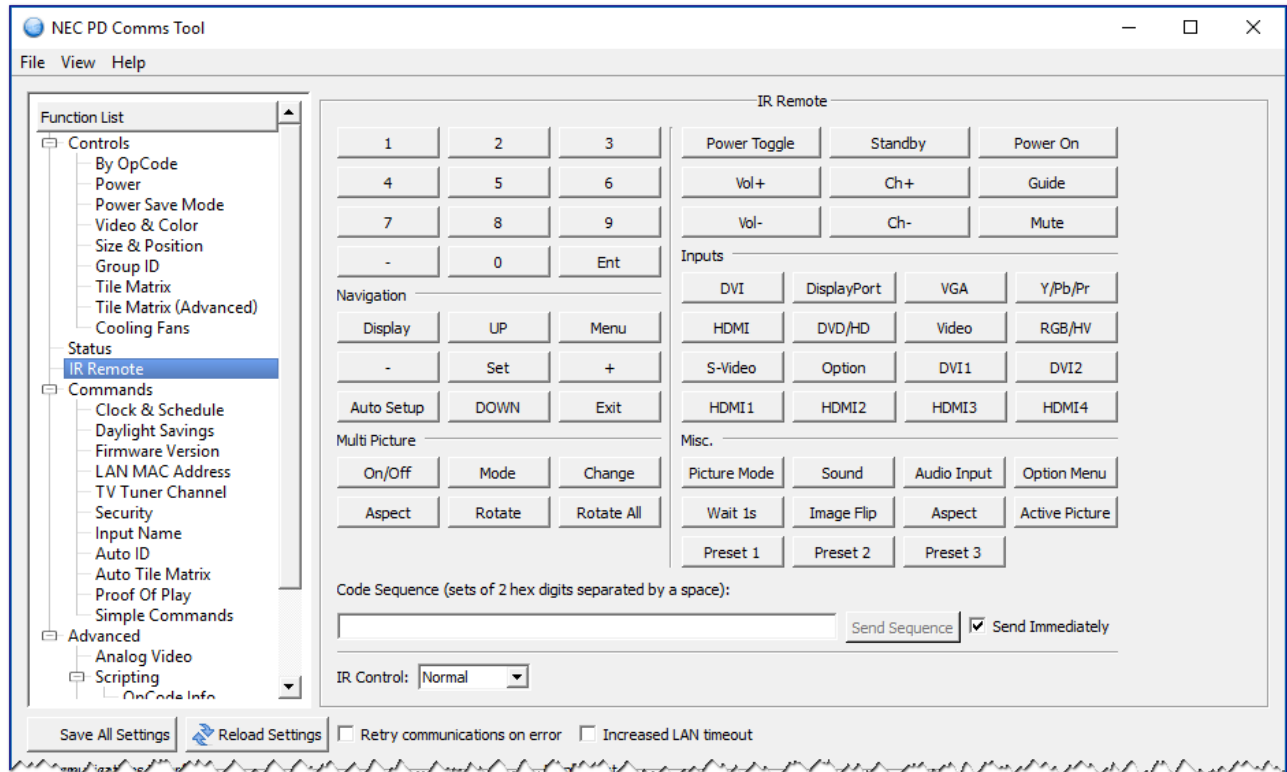 NEC PD Comms Tool
File View Help
Function List
Controls
By OpCode
Power
Power Save Mode
Video & Color
Size & Position
Group ID
Tile Matrix
Tile Matrix (Advanced)
Cooling Fans
Status
IR Remote
Commands
Clock & Schedule
Daylight Savings
Firmware Version
LAN MAC Address
TV Tuner Channel
Security
Input Name
Auto ID
Auto Tile Matrix
Proof Of Play
Simple Commands
Advanced
Analog Video
Scripting
OpCode Info
IR Remote
1 2 3
4 5 6
7 8 9
- 0 Ent
Navigation
Display UP Menu
- Set +
Auto Setup DOWN Exit
Multi Picture
On/Off Mode Change
Aspect Rotate Rotate All
Power Toggle Standby Power On
Vol+ Ch+ Guide
Vol- Ch- Mute
Inputs
DVI DisplayPort VGA Y/Pb/Pr
HDMI DVD/HD Video RGB/HV
S-Video Option DVI1 DVI2
HDMI1 HDMI2 HDMI3 HDMI4
Misc.
Picture Mode Sound Audio Input Option Menu
Wait 1s Image Flip Aspect Active Picture
Preset 1 Preset 2 Preset 3
Code Sequence (sets of 2 hex digits separated by a space):
Send Sequence Send Immediately
IR Control: Normal
Save All Settings Reload Settings Retry communications on error Increased LAN timeout